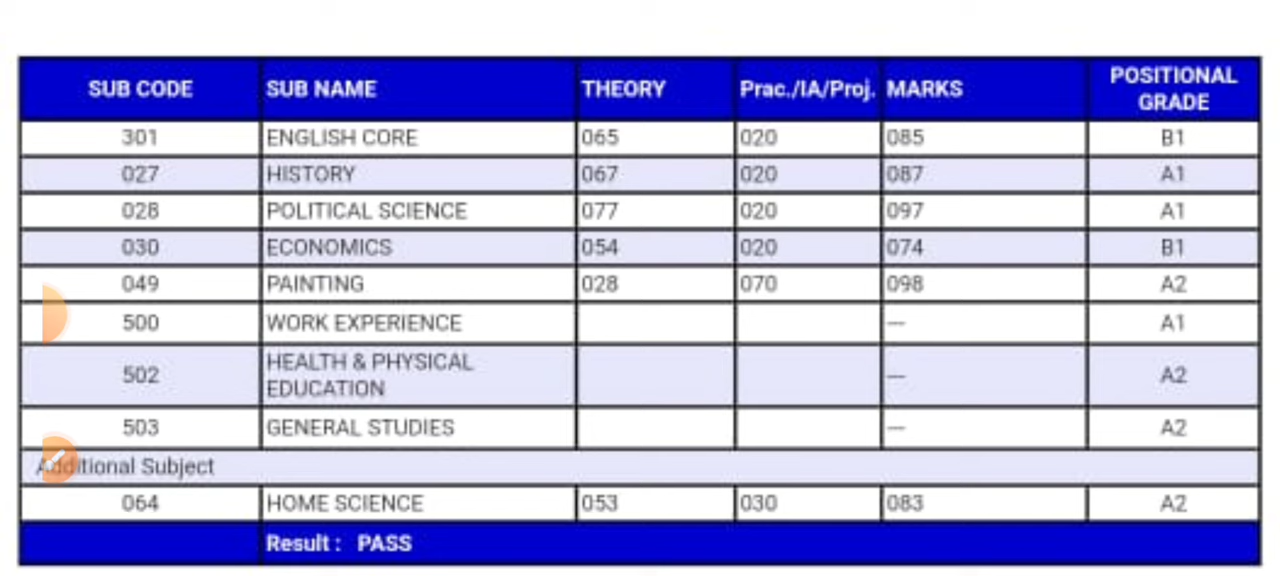 SUB CODE SUB NAME THEORY Prac./IA/Proj. MARKS POSITIONAL GRADE
301 ENGLISH CORE 065 020 085 B1
027 HISTORY 067 020 087 A1
028 POLITICAL SCIENCE 077 020 097 A1
030 ECONOMICS 054 020 074 B1
049 PAINTING 028 070 098 A2
500 WORK EXPERIENCE --- A1
502 HEALTH & PHYSICAL EDUCATION --- A2
503 GENERAL STUDIES --- A2
Additional Subject
064 HOME SCIENCE 053 030 083 A2
Result : PASS